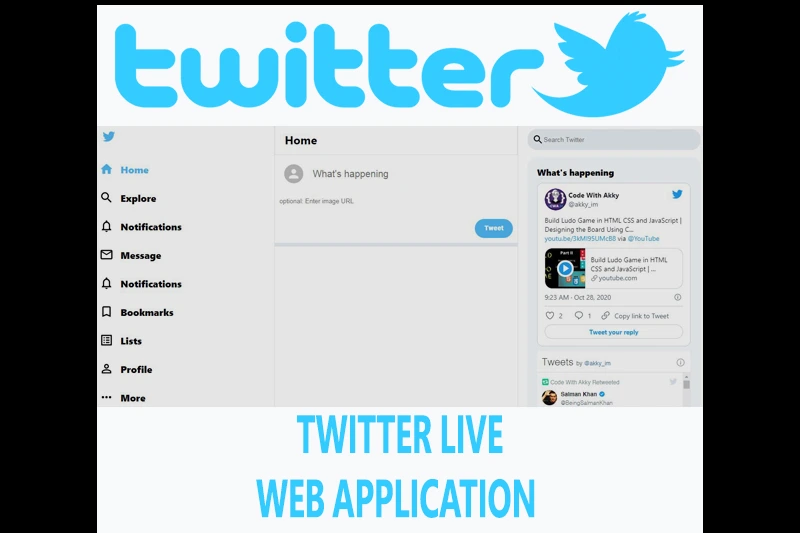 twitter
Home
Explore
Notifications
Message
Notifications
Bookmarks
Lists
Profile
More
Home
What's happening
optional: Enter image URL
Tweet
Search Twitter
What's happening
Code With Akky
@akky_im
Build Ludo Game in HTML CSS and JavaScript |
Designing the Board Using C...
youtu.be/3kMI95UMcB8 via @YouTube
Part II
Build Ludo Game in HTML
CSS and JavaScript | ...
youtube.com
9:23 AM · Oct 28, 2020
2 1 Copy link to Tweet
Tweet your reply
Tweets by @akky_im
Code With Akky Retweeted
Salman Khan
@BeingSalmanKhan
TWITTER LIVE
WEB APPLICATION